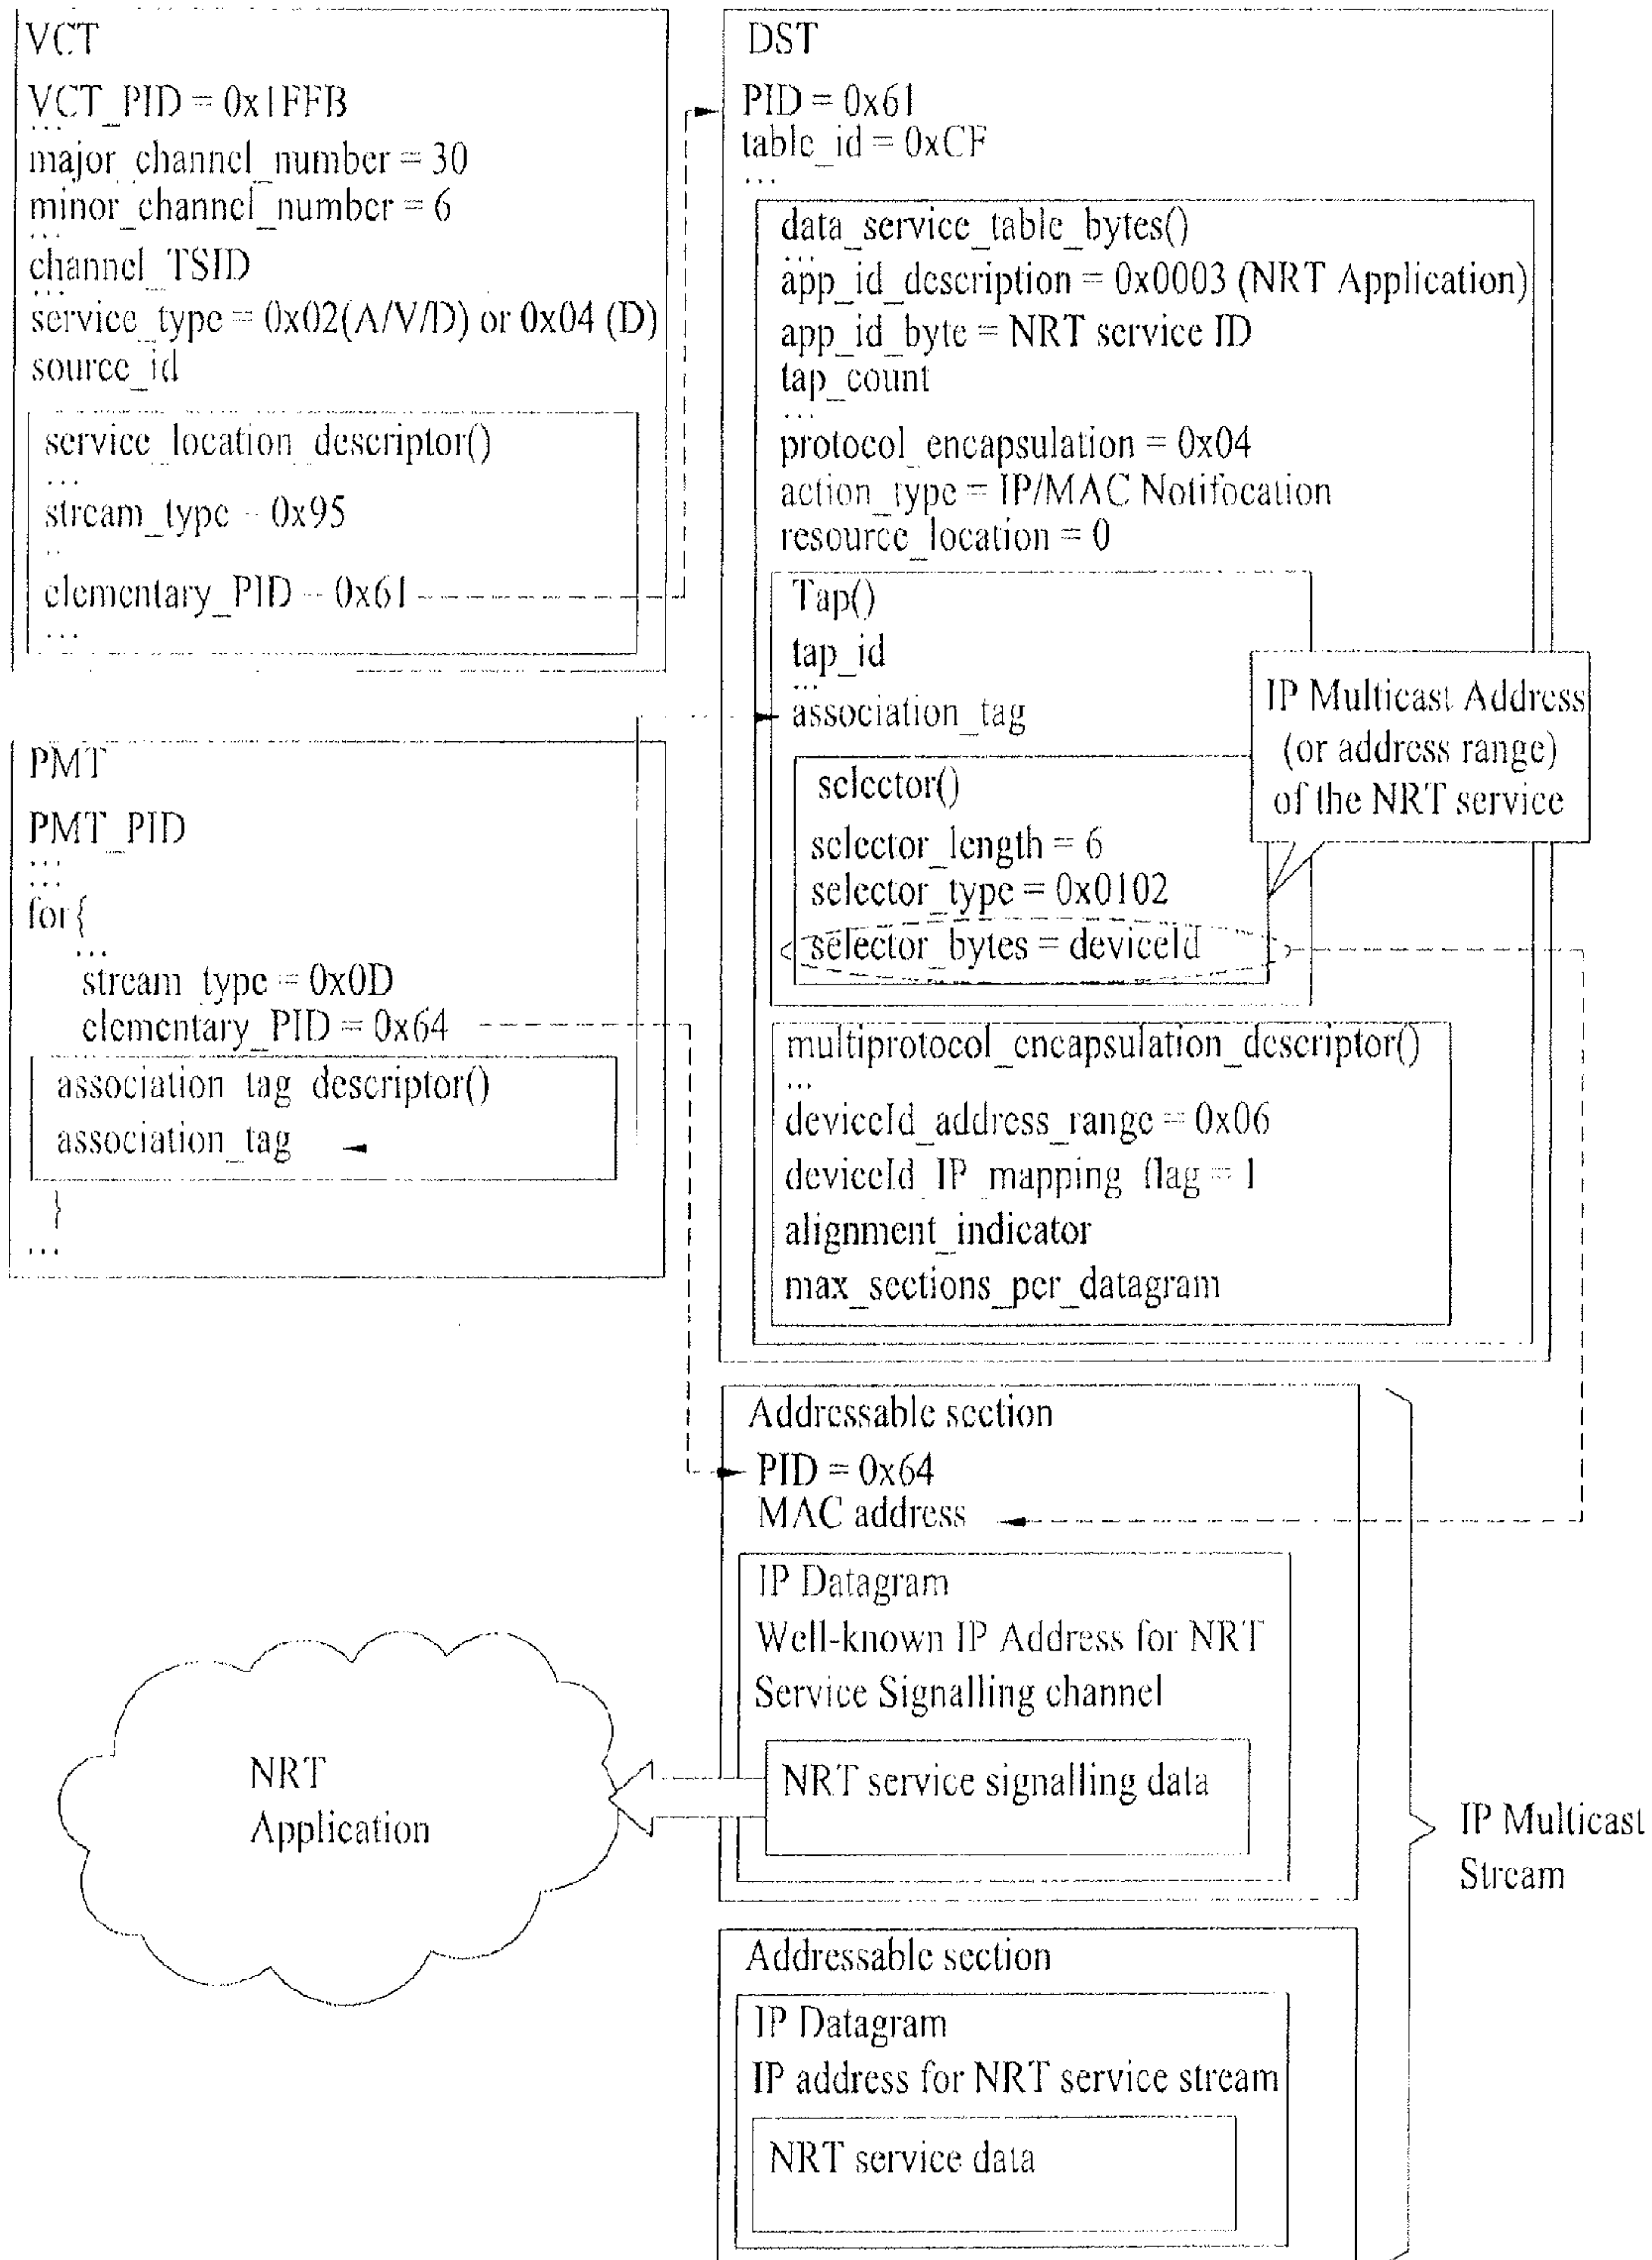 VCT
VCT_PID = 0x1FFB
...
major_channel_number = 30
minor_channel_number = 6
...
channel_TSID
...
service_type = 0x02(A/V/D) or 0x04 (D)
source_id
service_location_descriptor()
...
stream_type - 0x95
..
elementary_PID - 0x61
...
PMT
PMT_PID
...
...
for{
...
stream_type = 0x0D
elementary_PID = 0x64
association_tag_descriptor()
association_tag
}
...
DST
PID = 0x61
table_id = 0xCF
...
data_service_table_bytes()
...
app_id_description = 0x0003 (NRT Application)
app_id_byte = NRT service ID
tap_count
...
protocol_encapsulation = 0x04
action_type = IP/MAC Notifocation
resource_location = 0
Tap()
tap_id
...
association_tag
selector()
selector_length = 6
selector_type = 0x0102
selector_bytes = deviceId
IP Multicast Address
(or address range)
of the NRT service
multiprotocol_encapsulation_descriptor()
...
deviceId_address_range = 0x06
deviceId_IP_mapping_flag = 1
alignment_indicator
max_sections_per_datagram
Addressable section
PID = 0x64
MAC address
IP Datagram
Well-known IP Address for NRT
Service Signalling channel
NRT service signalling data
NRT
Application
IP Multicast
Stream
Addressable section
IP Datagram
IP address for NRT service stream
NRT service data